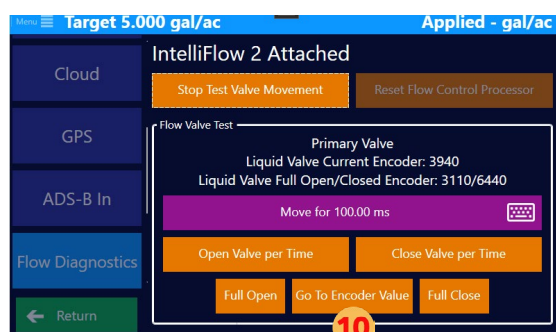 Menu Target 5.000 gal/ac Applied - gal/ac
Cloud
GPS
ADS-B In
Flow Diagnostics
Return
IntelliFlow 2 Attached
Stop Test Valve Movement Reset Flow Control Processor
Flow Valve Test
Primary Valve
Liquid Valve Current Encoder: 3940
Liquid Valve Full Open/Closed Encoder: 3110/6440
Move for 100.00 ms
Open Valve per Time Close Valve per Time
Full Open Go To Encoder Value Full Close
10